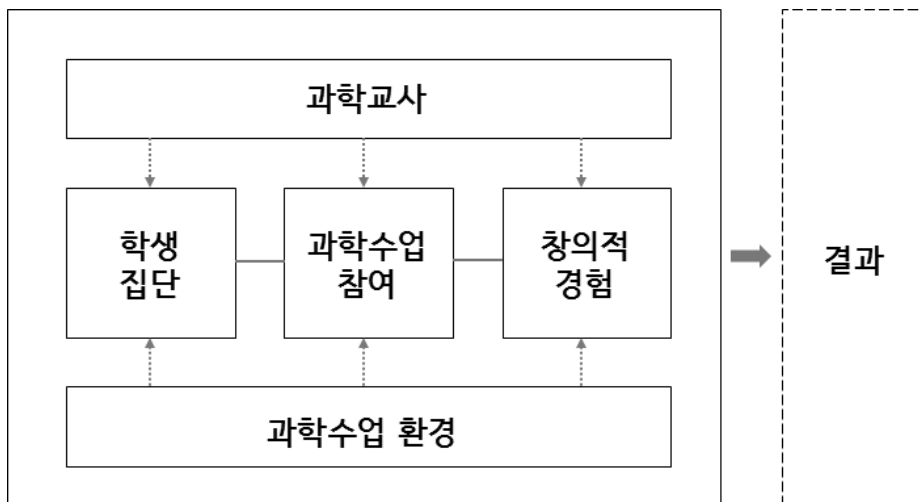 과학교사
학생
집단
과학수업
참여
창의적
경험
결과
과학수업 환경